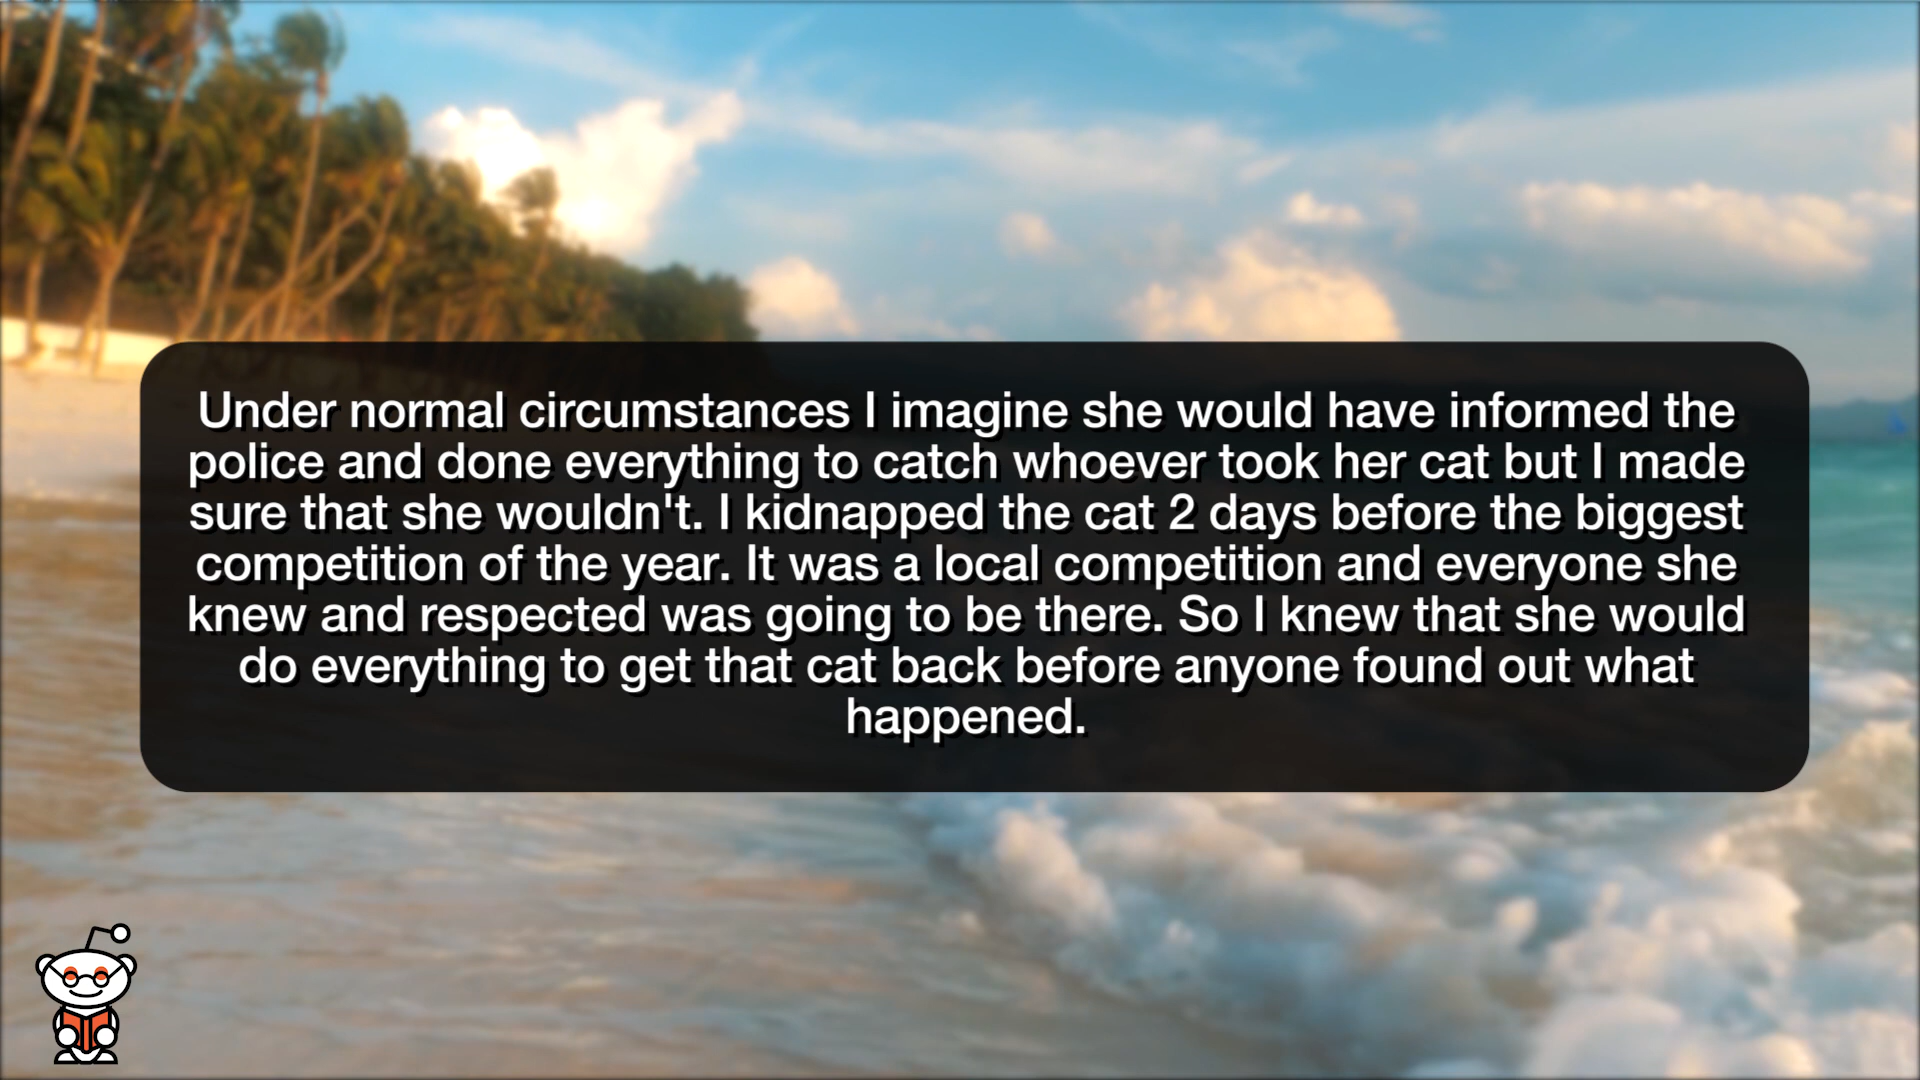 Under normal circumstances I imagine she would have informed the
police and done everything to catch whoever took her cat but I made
sure that she wouldn't. I kidnapped the cat 2 days before the biggest
competition of the year. It was a local competition and everyone she
knew and respected was going to be there. So I knew that she would
do everything to get that cat back before anyone found out what
happened.